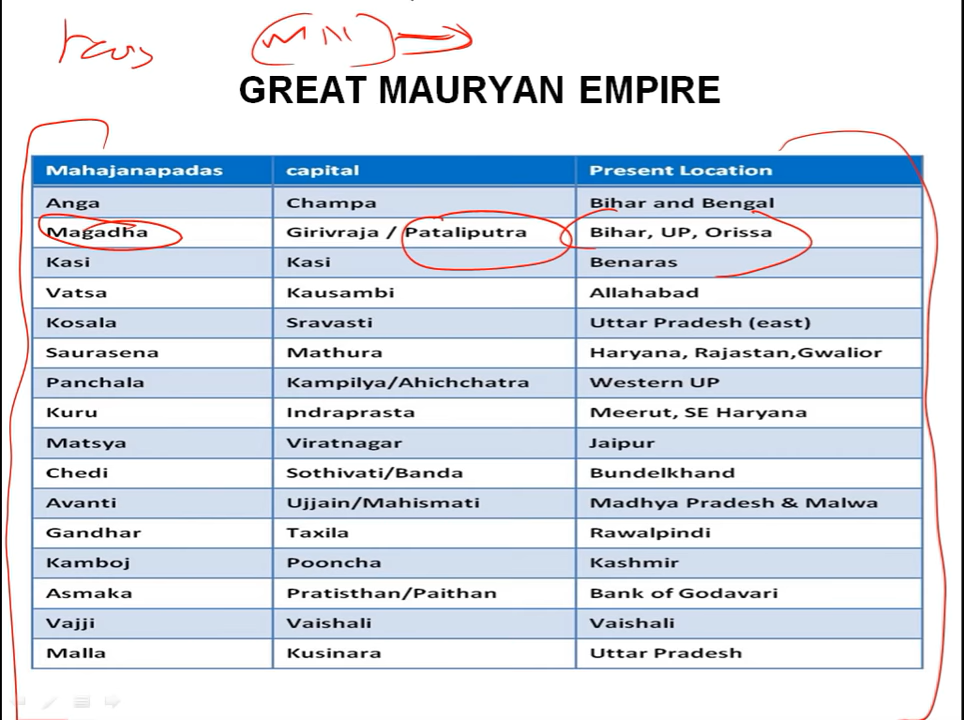 GREAT MAURYAN EMPIRE
Mahajanapadas capital Present Location
Anga Champa Bihar and Bengal
Magadha Girivraja / Pataliputra Bihar, UP, Orissa
Kasi Kasi Benaras
Vatsa Kausambi Allahabad
Kosala Sravasti Uttar Pradesh (east)
Saurasena Mathura Haryana, Rajastan,Gwalior
Panchala Kampilya/Ahichchatra Western UP
Kuru Indraprasta Meerut, SE Haryana
Matsya Viratnagar Jaipur
Chedi Sothivati/Banda Bundelkhand
Avanti Ujjain/Mahismati Madhya Pradesh & Malwa
Gandhar Taxila Rawalpindi
Kamboj Pooncha Kashmir
Asmaka Pratisthan/Paithan Bank of Godavari
Vajji Vaishali Vaishali
Malla Kusinara Uttar Pradesh